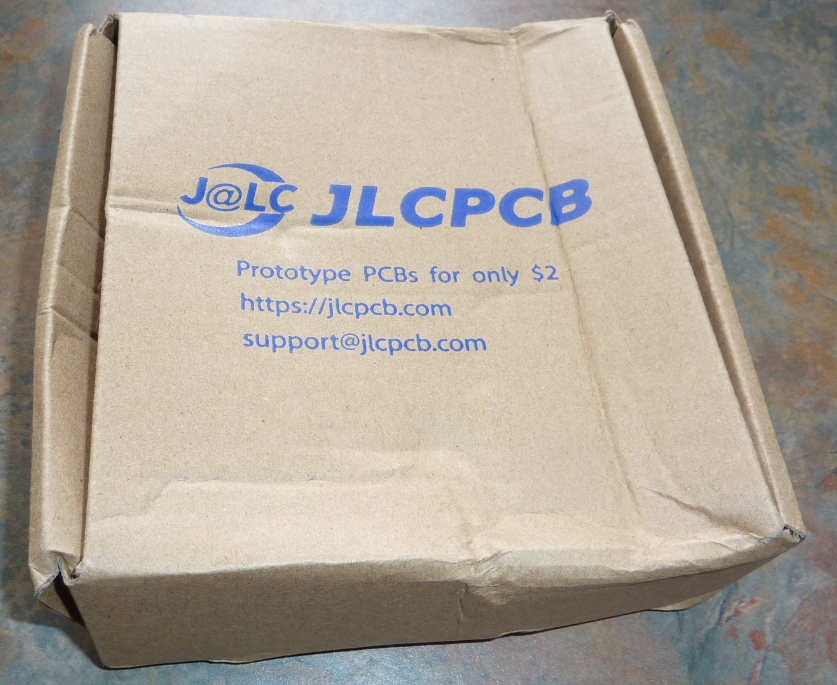 J@LC JLCPCB
Prototype PCBs for only $2
https://jlcpcb.com
support@jlcpcb.com